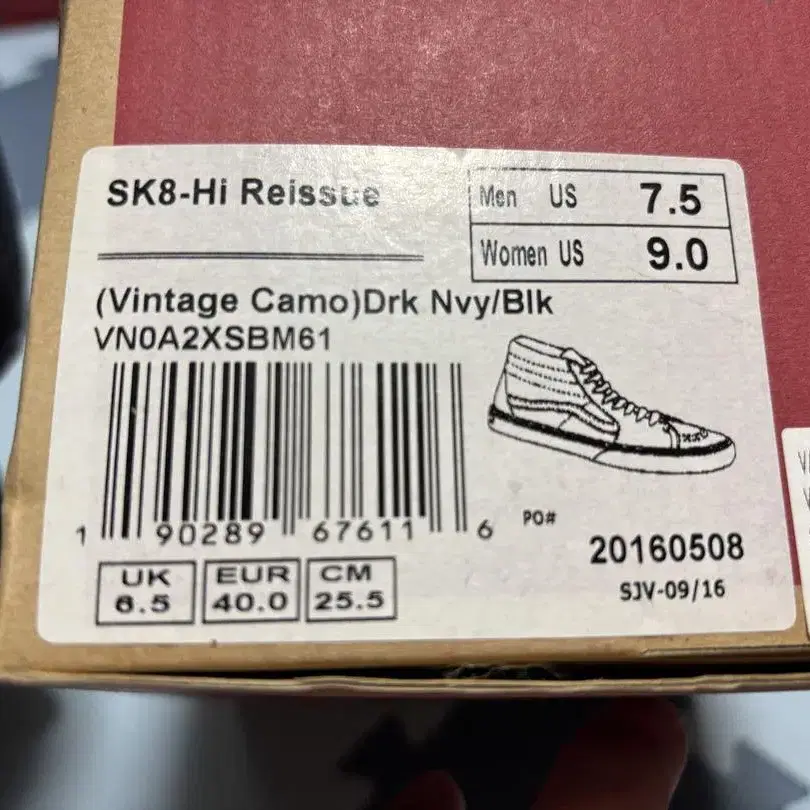 SK8-Hi Reissue
Men US 7.5
Women US 9.0
(Vintage Camo)Drk Nvy/Blk
VN0A2XSBM61
1 90289 67611 6
PO#
20160508
SJV-09/16
UK EUR CM
6.5 40.0 25.5